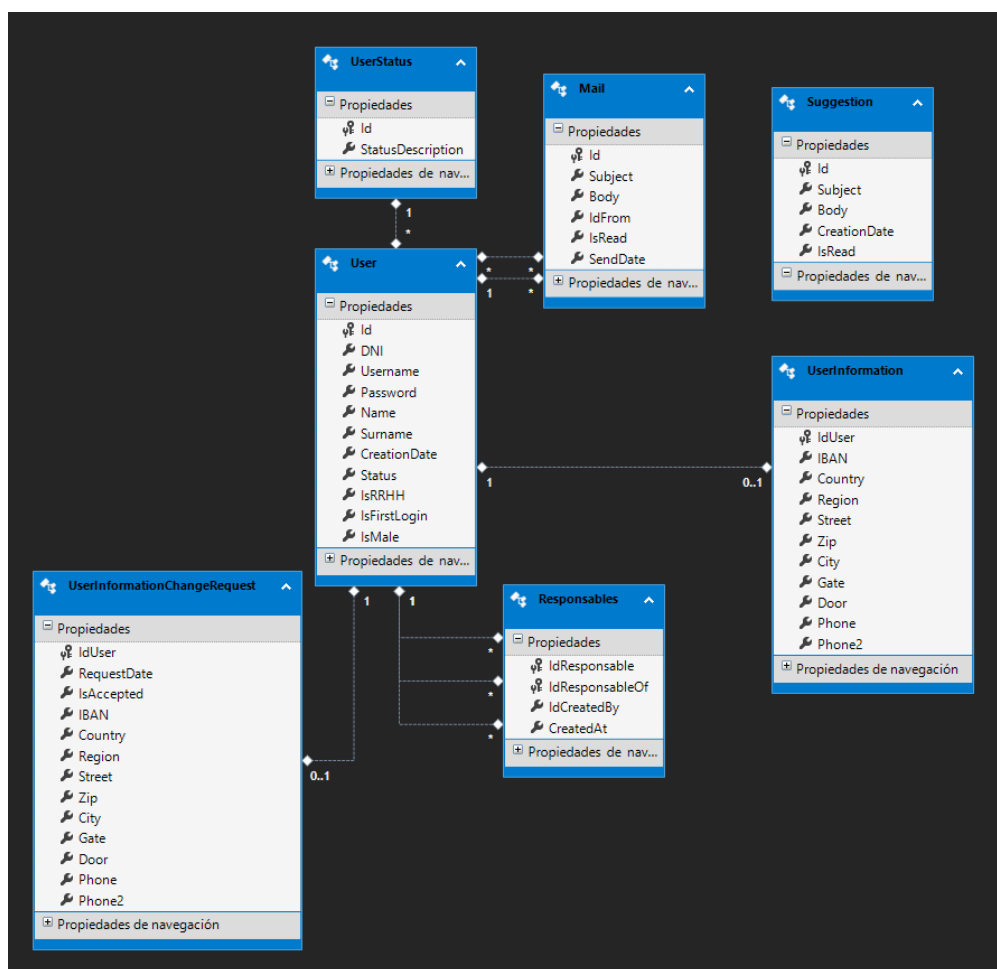 UserStatus
Propiedades
Id
StatusDescription
Propiedades de nav...
Mail
Propiedades
Id
Subject
Body
IdFrom
IsRead
SendDate
Propiedades de nav...
Suggestion
Propiedades
Id
Subject
Body
CreationDate
IsRead
Propiedades de nav...
1
*
User
Propiedades
Id
DNI
Username
Password
Name
Surname
CreationDate
Status
IsRRHH
IsFirstLogin
IsMale
Propiedades de nav...
*
*
1
*
1
0..1
UserInformation
Propiedades
IdUser
IBAN
Country
Region
Street
Zip
City
Gate
Door
Phone
Phone2
Propiedades de navegación
UserInformationChangeRequest
Propiedades
IdUser
RequestDate
IsAccepted
IBAN
Country
Region
Street
Zip
City
Gate
Door
Phone
Phone2
Propiedades de navegación
1
0..1
1
*
*
*
Responsables
Propiedades
IdResponsable
IdResponsableOf
IdCreatedBy
CreatedAt
Propiedades de nav...